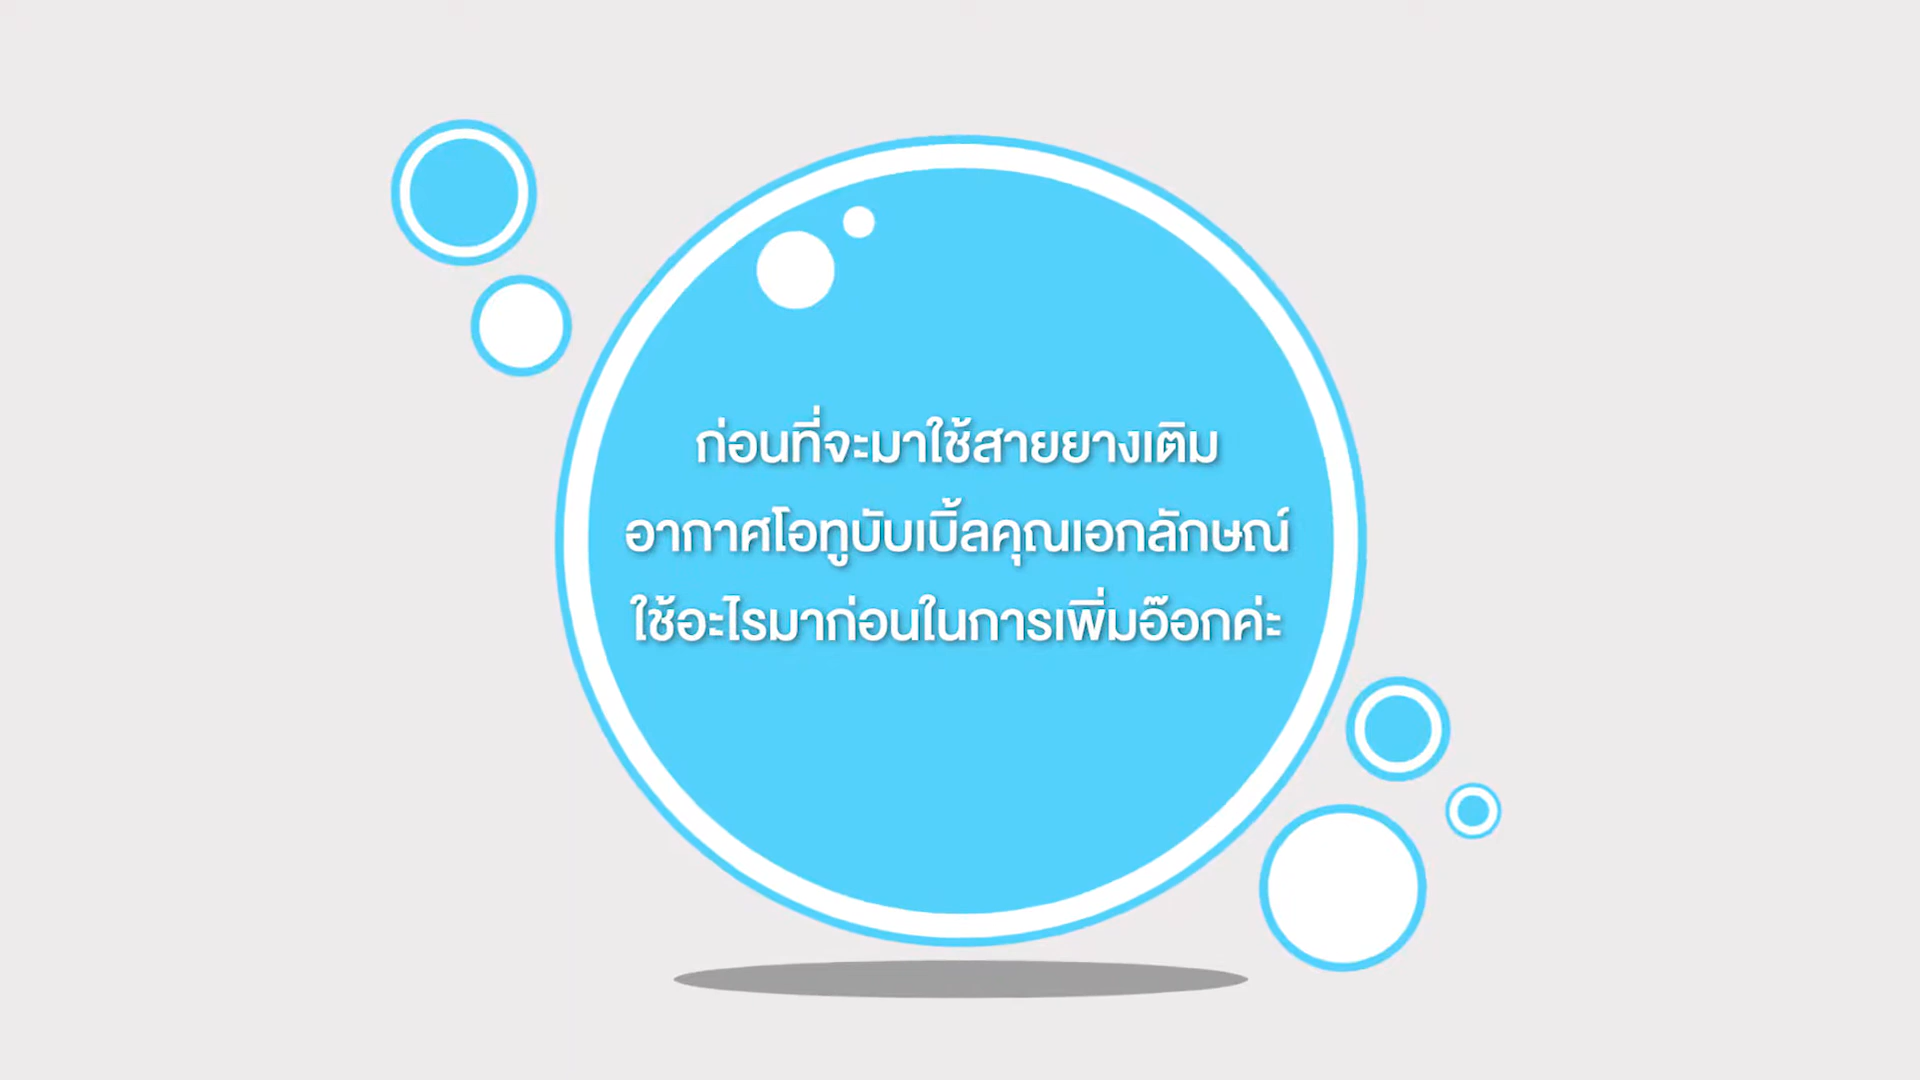 ก่อนที่จะมาใช้สายยางเติม
อากาศโอทูบับเบิ้ลคุณเอกลักษณ์
ใช้อะไรมาก่อนในการเพิ่มอ๊อกค่ะ